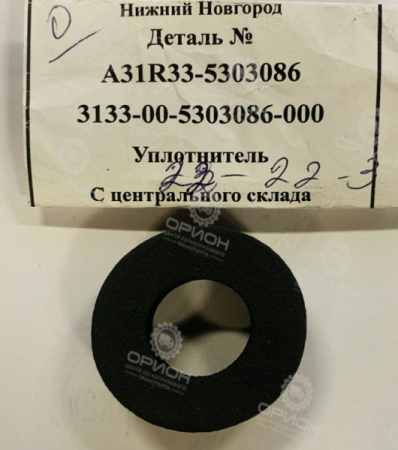 Нижний Новгород
Деталь №
A31R33-5303086
3133-00-5303086-000
Уплотнитель
22-22-3
С центрального склада
ОРИОН
ОРИОН